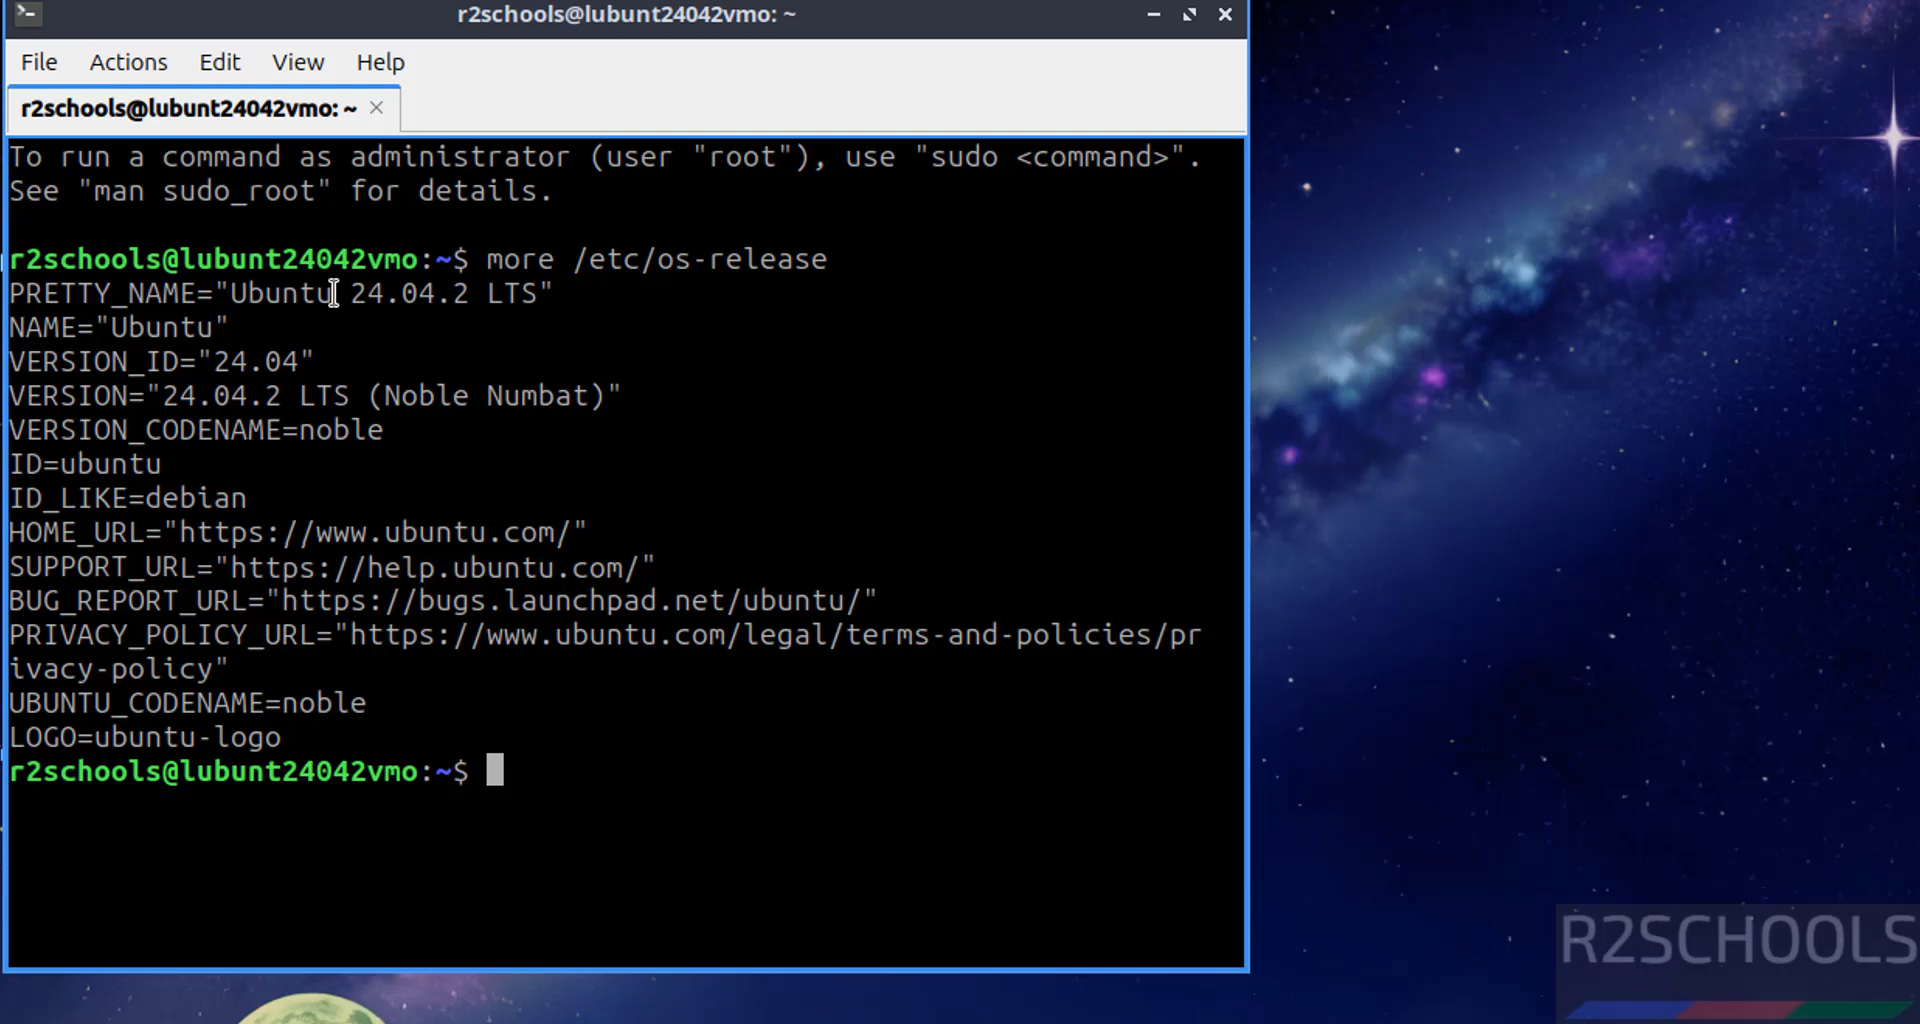 r2schools@lubunt24042vmo: ~
File Actions Edit View Help
r2schools@lubunt24042vmo: ~
To run a command as administrator (user "root"), use "sudo <command>".
See "man sudo_root" for details.
r2schools@lubunt24042vmo:~$ more /etc/os-release
PRETTY_NAME="Ubuntu 24.04.2 LTS"
NAME="Ubuntu"
VERSION_ID="24.04"
VERSION="24.04.2 LTS (Noble Numbat)"
VERSION_CODENAME=noble
ID=ubuntu
ID_LIKE=debian
HOME_URL="https://www.ubuntu.com/"
SUPPORT_URL="https://help.ubuntu.com/"
BUG_REPORT_URL="https://bugs.launchpad.net/ubuntu/"
PRIVACY_POLICY_URL="https://www.ubuntu.com/legal/terms-and-policies/pr
ivacy-policy"
UBUNTU_CODENAME=noble
LOGO=ubuntu-logo
r2schools@lubunt24042vmo:~$
R2SCHOOLS